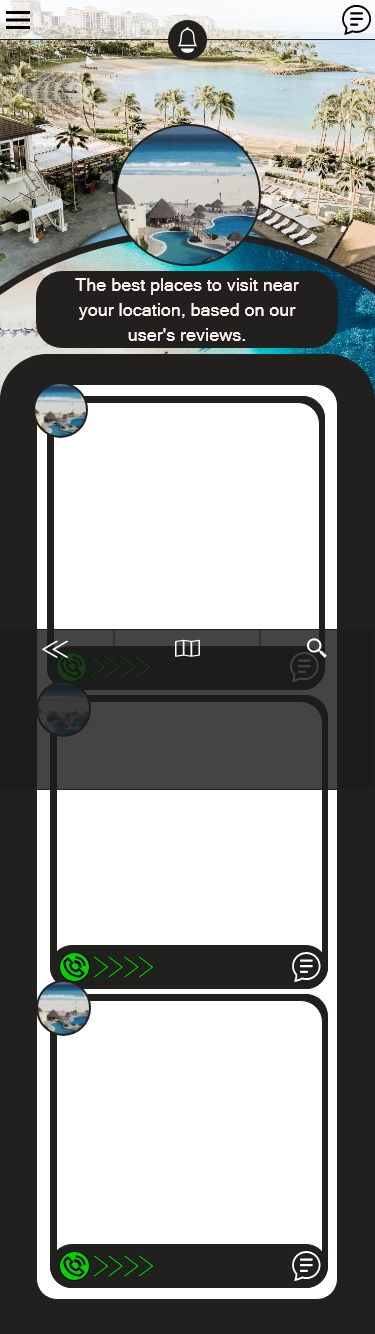 The best places to visit near
your location, based on our
user's reviews.